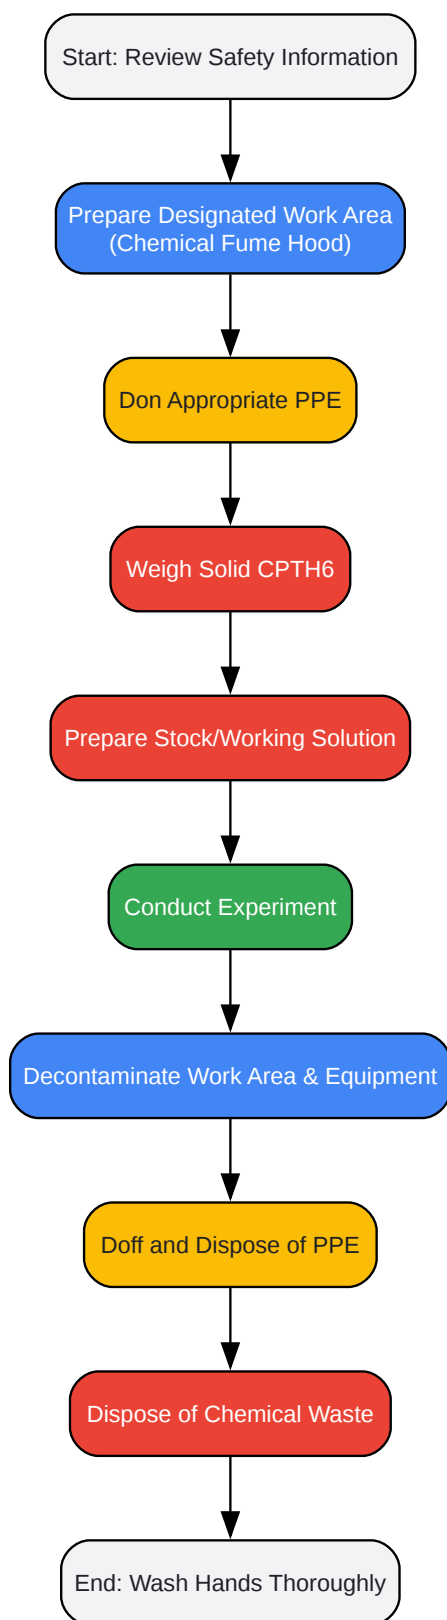 Start: Review Safety Information
Prepare Designated Work Area
(Chemical Fume Hood)
Don Appropriate PPE
Weigh Solid CPTH6
Prepare Stock/Working Solution
Conduct Experiment
Decontaminate Work Area & Equipment
Doff and Dispose of PPE
Dispose of Chemical Waste
End: Wash Hands Thoroughly